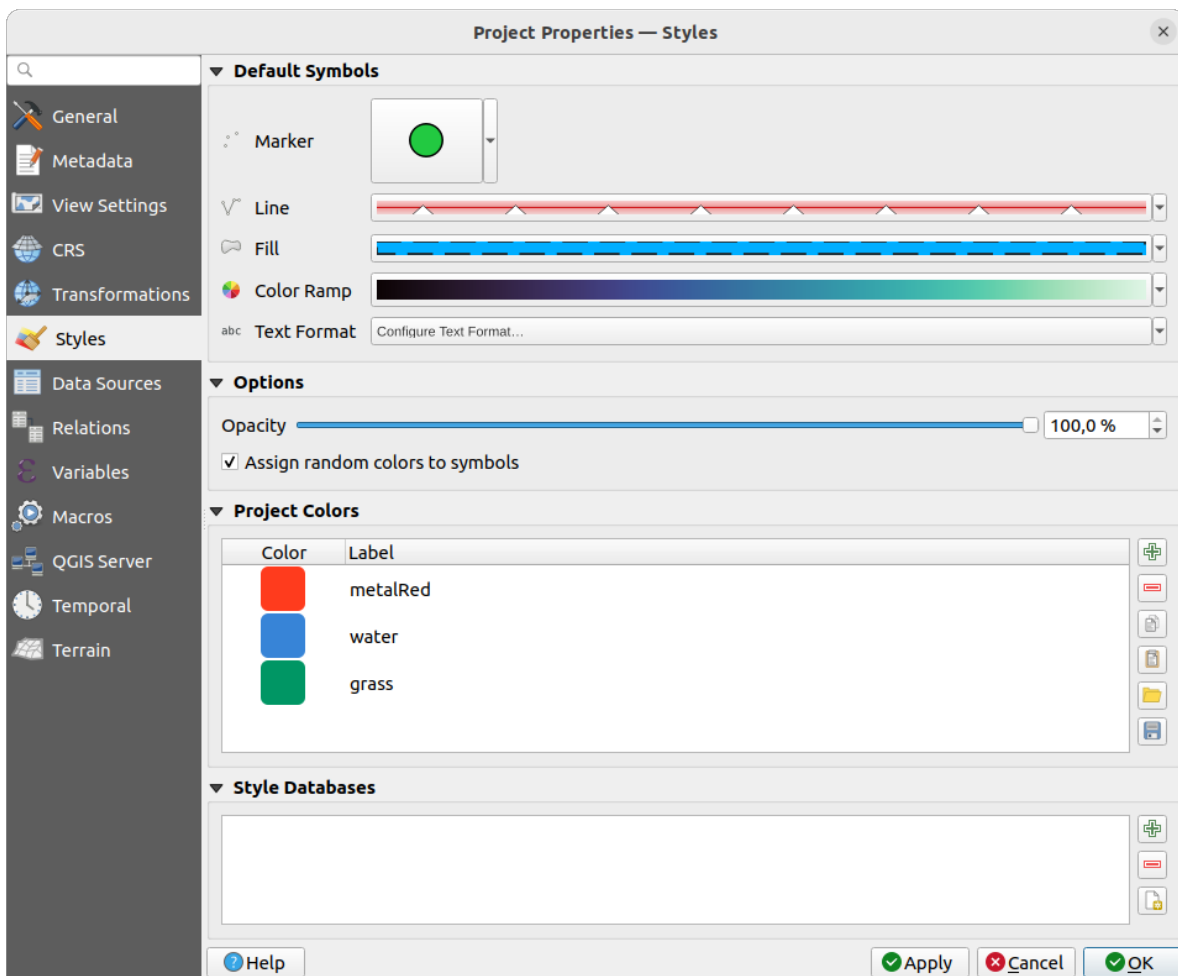 Project Properties — Styles
General
Metadata
View Settings
CRS
Transformations
Styles
Data Sources
Relations
Variables
Macros
QGIS Server
Temporal
Terrain
Default Symbols
Marker
Line
Fill
Color Ramp
abc Text Format Configure Text Format...
Options
Opacity 100,0 %
Assign random colors to symbols
Project Colors
Color Label
metalRed
water
grass
Style Databases
Help Apply Cancel OK